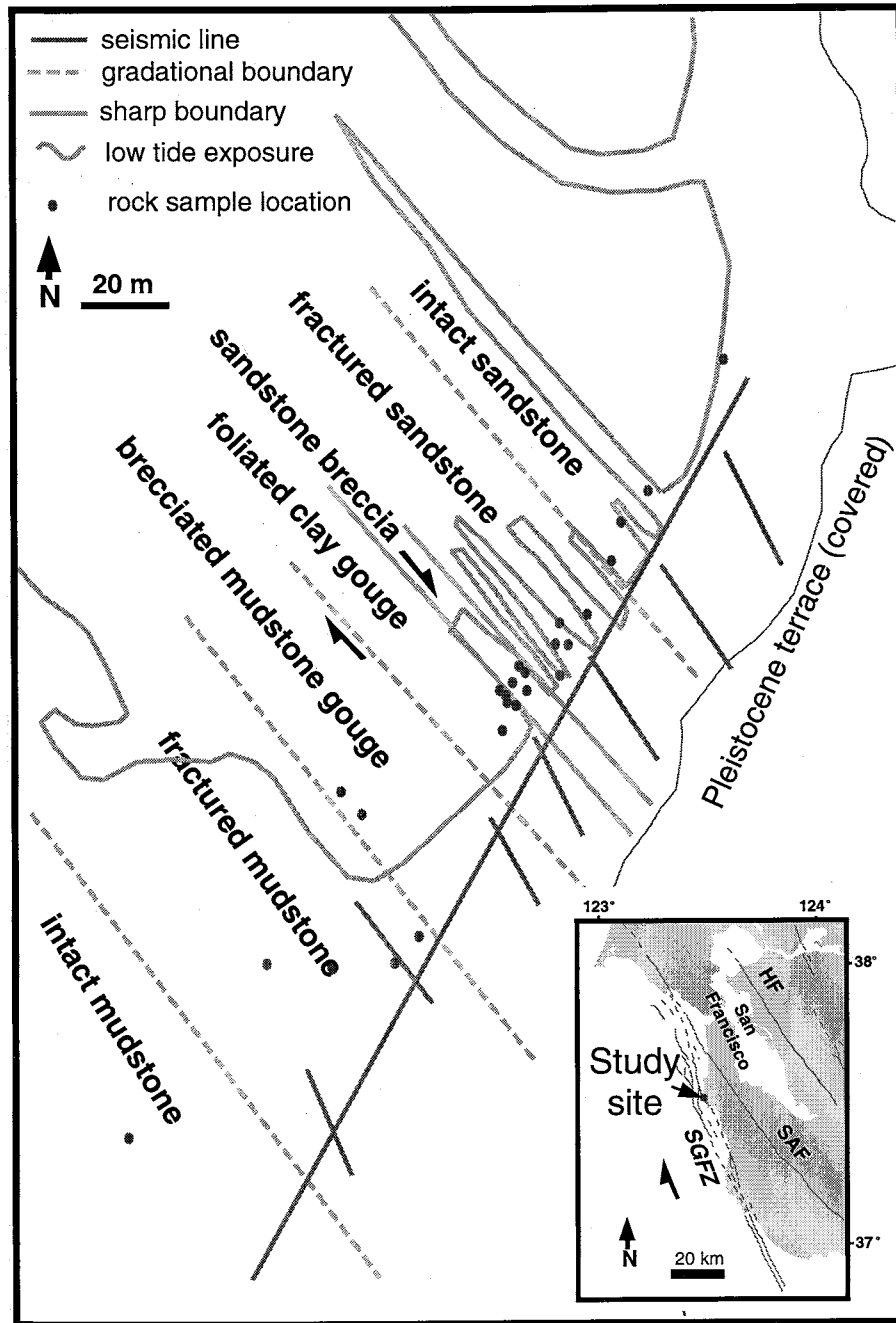 seismic line
gradational boundary
sharp boundary
low tide exposure
rock sample location
N
20 m
intact sandstone
fractured sandstone
sandstone breccia
foliated clay gouge
brecciated mudstone gouge
fractured mudstone
intact mudstone
Pleistocene terrace (covered)
123°
124°
38°
37°
HF
San
Francisco
Study
site
SAF
SGFZ
N
20 km